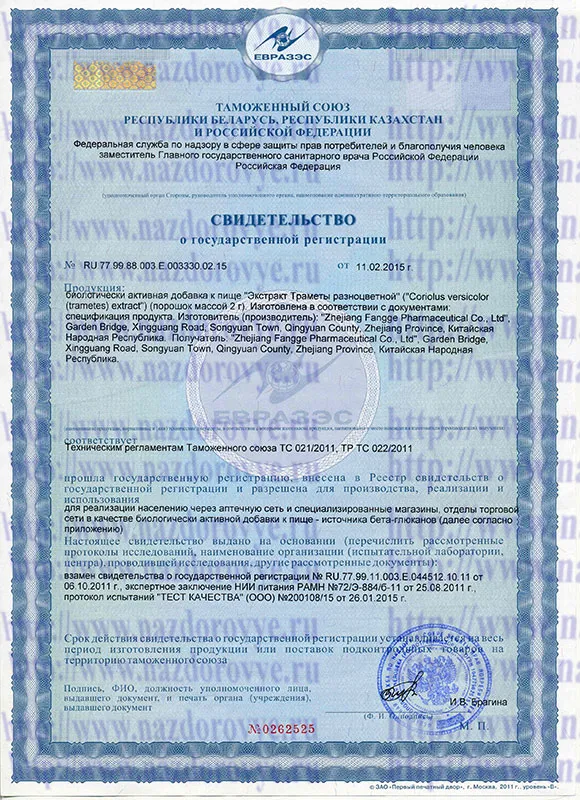 ЕВРАЗЭС
ТАМОЖЕННЫЙ СОЮЗ
РЕСПУБЛИКИ БЕЛАРУСЬ, РЕСПУБЛИКИ КАЗАХСТАН
И РОССИЙСКОЙ ФЕДЕРАЦИИ
Федеральная служба по надзору в сфере защиты прав потребителей и благополучия человека
заместитель Главного государственного санитарного врача Российской Федерации
Российская Федерация
(уполномоченный орган Стороны, руководитель уполномоченного органа, наименование административно-территориального образования)
СВИДЕТЕЛЬСТВО
о государственной регистрации
№ RU.77.99.88.003.Е.003330.02.15 от 11.02.2015 г.
Продукция:
биологически активная добавка к пище "Экстракт Траметы разноцветной" ("Coriolus versicolor
(trametes) extract") (порошок массой 2 г). Изготовлена в соответствии с документами:
спецификация продукта. Изготовитель (производитель): "Zhejiang Fangge Pharmaceutical Co., Ltd",
Garden Bridge, Xingguang Road, Songyuan Town, Qingyuan County, Zhejiang Province, Китайская
Народная Республика. Получатель: "Zhejiang Fangge Pharmaceutical Co., Ltd", Garden Bridge,
Xingguang Road, Songyuan Town, Qingyuan County, Zhejiang Province, Китайская Народная
Республика.
ЕВРАЗЭС
соответствует
Техническим регламентам Таможенного союза ТС 021/2011, ТР ТС 022/2011
прошла государственную регистрацию, внесена в Реестр свидетельств о
государственной регистрации и разрешена для производства, реализации и
использования
для реализации населению через аптечную сеть и специализированные магазины, отделы торговой
сети в качестве биологически активной добавки к пище - источника бета-глюканов (далее согласно
приложению)
Настоящее свидетельство выдано на основании (перечислить рассмотренные
протоколы исследований, наименование организации (испытательной лаборатории,
центра), проводившей исследования, другие рассмотренные документы):
взамен свидетельства о государственной регистрации № RU.77.99.11.003.Е.044512.10.11 от
06.10.2011 г., экспертное заключение НИИ питания РАМН №72/Э-884/б-11 от 25.08.2011 г.,
протокол испытаний "ТЕСТ КАЧЕСТВА" (ООО) №200108/15 от 26.01.2015 г.
Срок действия свидетельства о государственной регистрации устанавливается на весь
период изготовления продукции или поставок подконтрольных товаров на
территорию таможенного союза
Подпись, ФИО, должность уполномоченного лица,
выдавшего документ, и печать органа (учреждения),
выдавшего документ
И.В. Брагина
(Ф. И. О./подпись)
М. П.
№0262525
© ЗАО «Первый печатный двор», г. Москва, 2011 г., уровень «В».
http://www.nazdorovye.ru